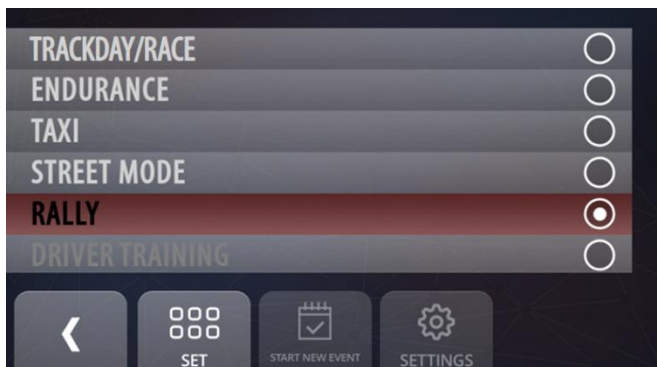 TRACKDAY/RACE
ENDURANCE
TAXI
STREET MODE
RALLY
DRIVER TRAINING
SET
START NEW EVENT
SETTINGS